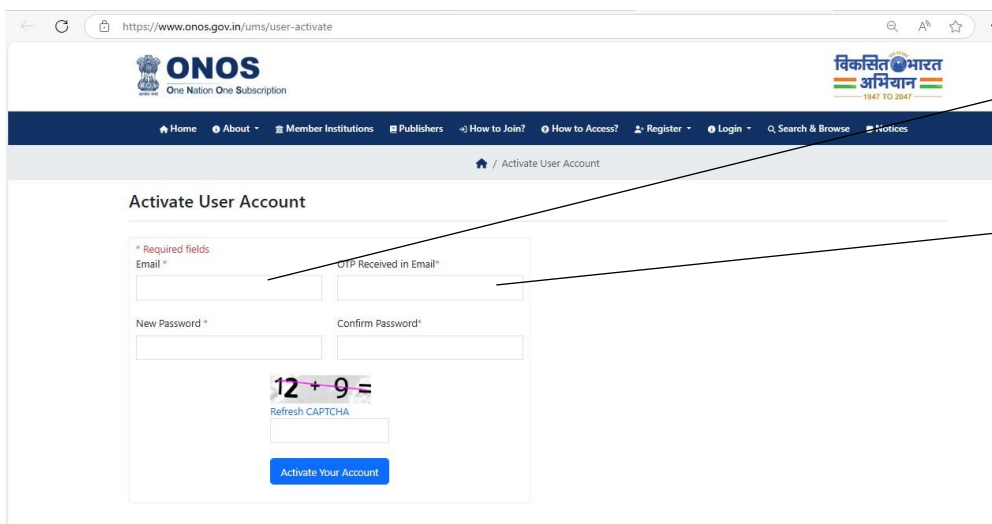 https://www.onos.gov.in/ums/user-activate
ONOS
One Nation One Subscription
विकसित भारत
अभियान
1947 TO 2047
Home About Member Institutions Publishers How to Join? How to Access? Register Login Search & Browse Notices
/ Activate User Account
Activate User Account
* Required fields
Email * OTP Received in Email*
New Password * Confirm Password*
12 + 9 =
Refresh CAPTCHA
Activate Your Account